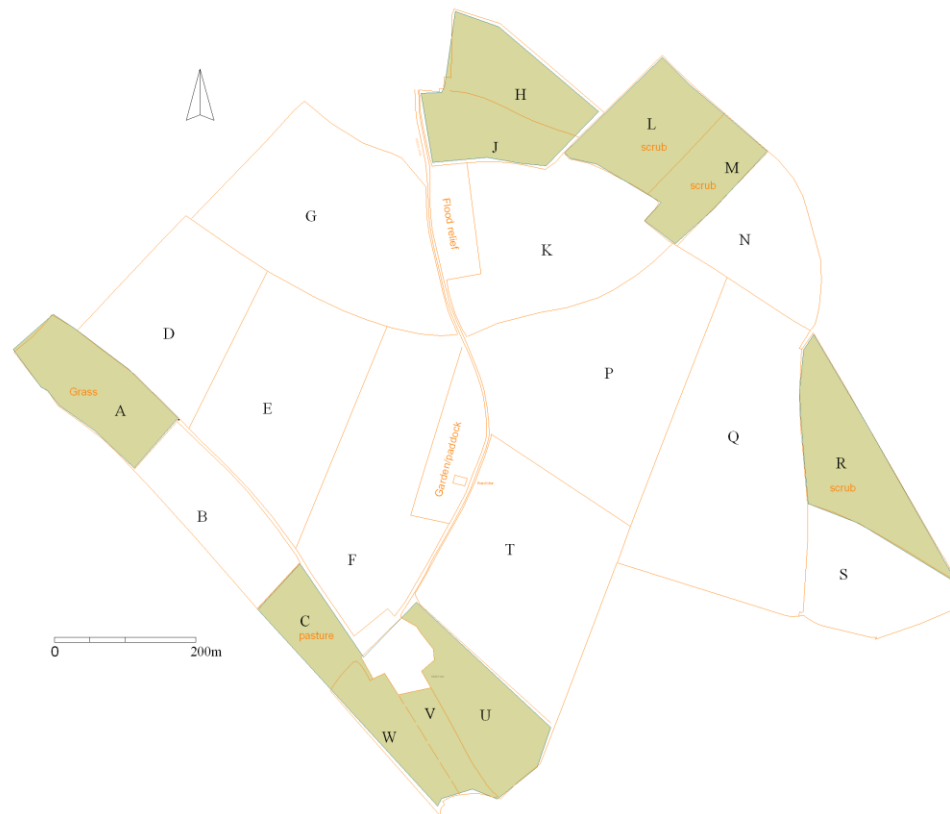 H
L
scrub
J
M
scrub
G
Flood relief
K
N
D
P
Grass
A
E
Q
Garden/paddock
R
scrub
B
F
T
S
C
pasture
0
200m
V
U
W